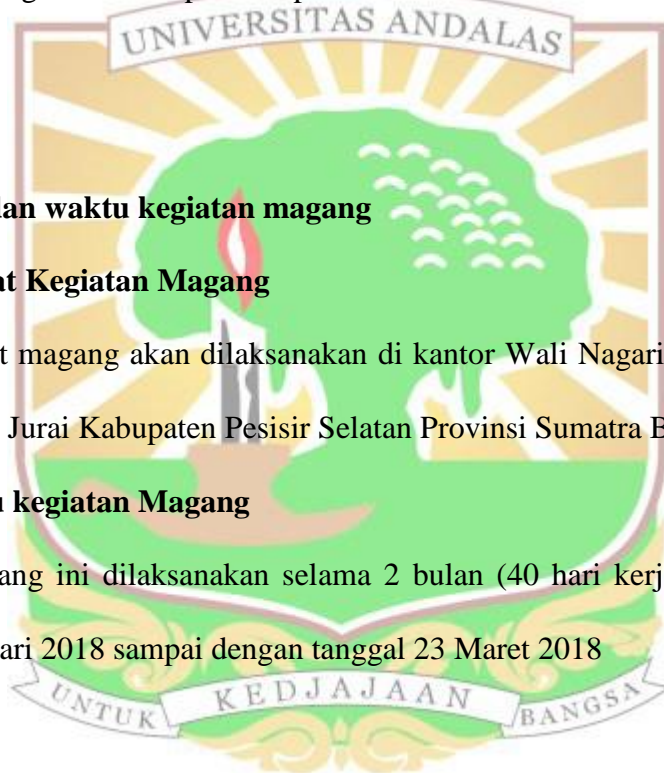 UNIVERSITAS ANDALAS
dan waktu kegiatan magang
at Kegiatan Magang
t magang akan dilaksanakan di kantor Wali Nagari
Jurai Kabupaten Pesisir Selatan Provinsi Sumatra B
u kegiatan Magang
ang ini dilaksanakan selama 2 bulan (40 hari kerj
ari 2018 sampai dengan tanggal 23 Maret 2018
UNTUK KEDJAJAAN BANGSA